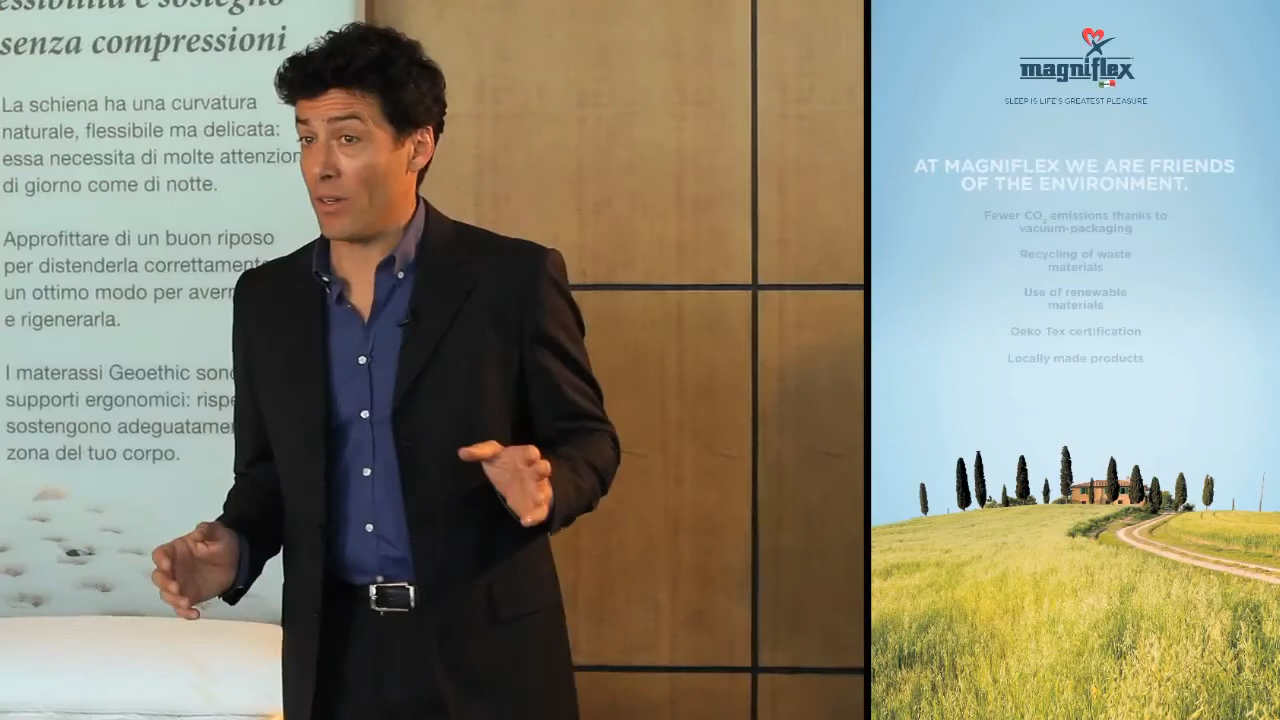 essibilità e sostegno
senza compressioni
La schiena ha una curvatura
naturale, flessibile ma delicata:
essa necessita di molte attenzion
di giorno come di notte.
Approfittare di un buon riposo
per distenderla correttamente
un ottimo modo per aver
e rigenerarla.
I materassi Geoethic sono
supporti ergonomici: rispe
sostengono adeguatame
zona del tuo corpo.
magniflex
SLEEP IS LIFE'S GREATEST PLEASURE
AT MAGNIFLEX WE ARE FRIENDS
OF THE ENVIRONMENT.
Fewer CO₂ emissions thanks to
vacuum-packaging
Recycling of waste
materials
Use of renewable
materials
Oeko Tex certification
Locally made products